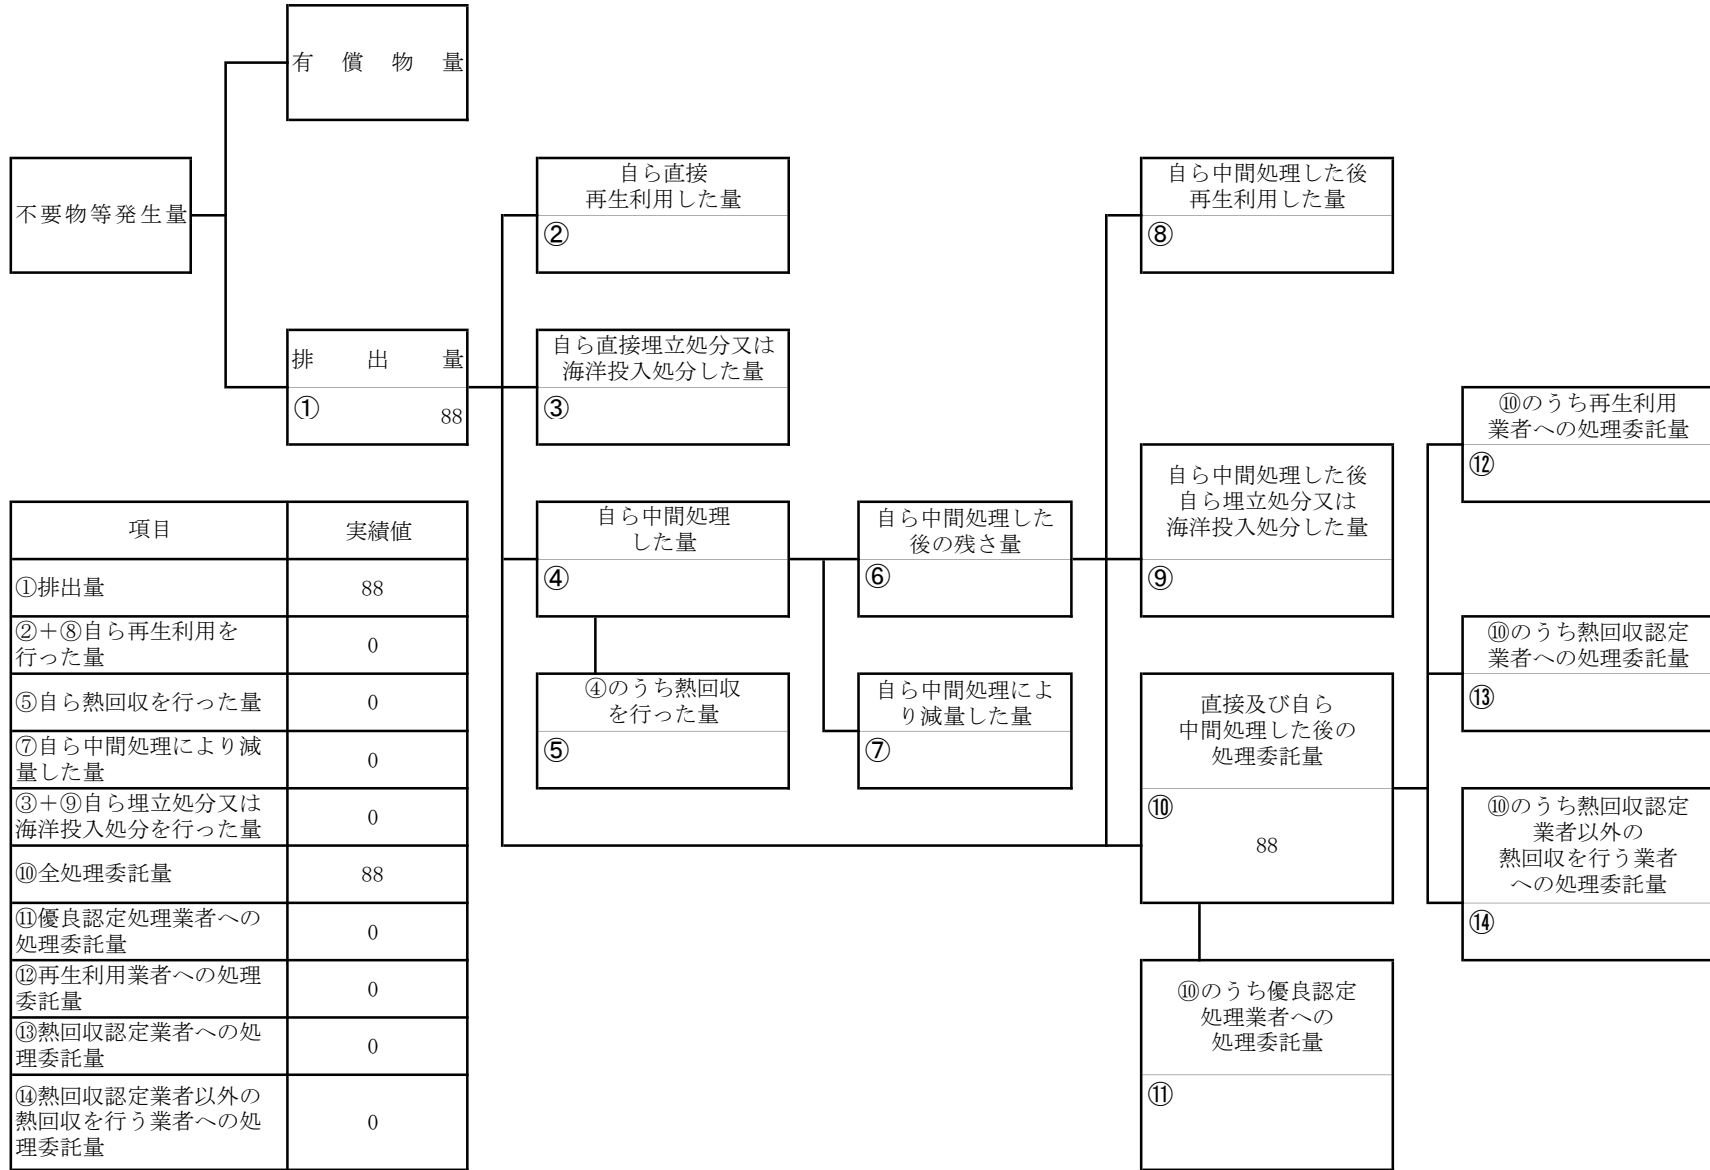 有償物量
不要物等発生量
自ら直接
再生利用した量
②
自ら中間処理した後
再生利用した量
⑧
排出量
①
88
自ら直接埋立処分又は
海洋投入処分した量
③
⑩のうち再生利用
業者への処理委託量
⑫
自ら中間処理
した量
④
自ら中間処理した
後の残さ量
⑥
自ら中間処理した後
自ら埋立処分又は
海洋投入処分した量
⑨
⑩のうち熱回収認定
業者への処理委託量
⑬
④のうち熱回収
を行った量
⑤
自ら中間処理によ
り減量した量
⑦
直接及び自ら
中間処理した後の
処理委託量
⑩
88
⑩のうち熱回収認定
業者以外の
熱回収を行う業者
への処理委託量
⑭
⑩のうち優良認定
処理業者への
処理委託量
⑪
項目 実績値
①排出量 88
②＋⑧自ら再生利用を
行った量
0
⑤自ら熱回収を行った量 0
⑦自ら中間処理により減
量した量
0
③＋⑨自ら埋立処分又は
海洋投入処分を行った量
0
⑩全処理委託量 88
⑪優良認定処理業者への
処理委託量
0
⑫再生利用業者への処理
委託量
0
⑬熱回収認定業者への処
理委託量
0
⑭熱回収認定業者以外の
熱回収を行う業者への処
理委託量
0